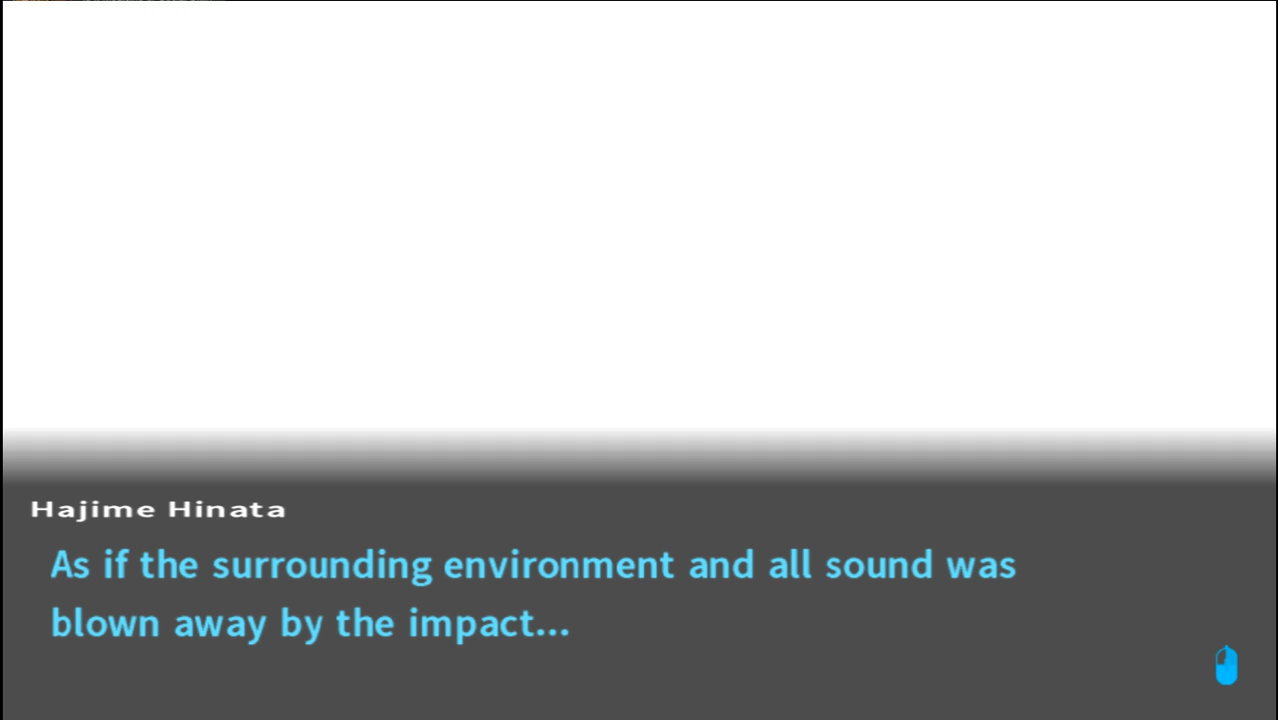 Hajime Hinata
As if the surrounding environment and all sound was
blown away by the impact...